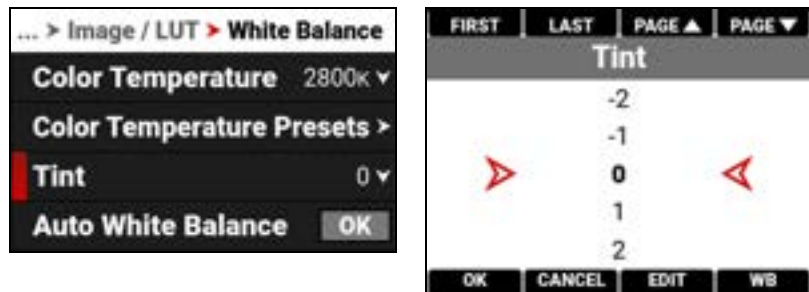 ... > Image / LUT > White Balance
Color Temperature 2800K
Color Temperature Presets >
Tint 0
Auto White Balance OK
FIRST LAST PAGE▲ PAGE▼
Tint
-2
-1
0
1
2
OK CANCEL EDIT WB